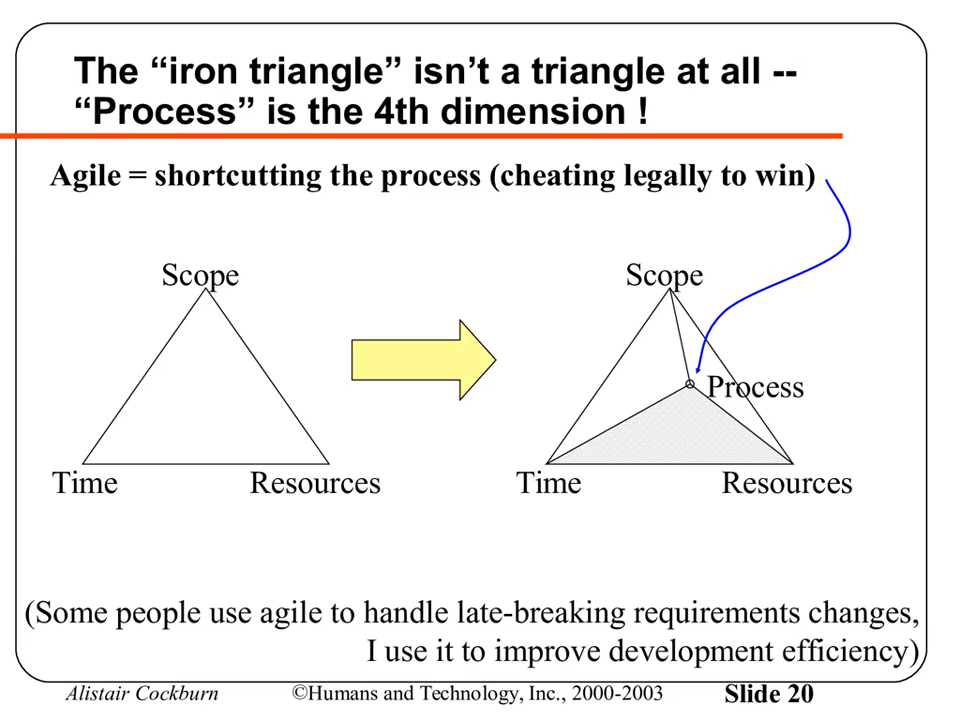 The “iron triangle” isn’t a triangle at all --
“Process” is the 4th dimension !
Agile = shortcutting the process (cheating legally to win)
Scope
Time
Resources
Scope
Process
Time
Resources
(Some people use agile to handle late-breaking requirements changes,
I use it to improve development efficiency)
Alistair Cockburn
©Humans and Technology, Inc., 2000-2003
Slide 20